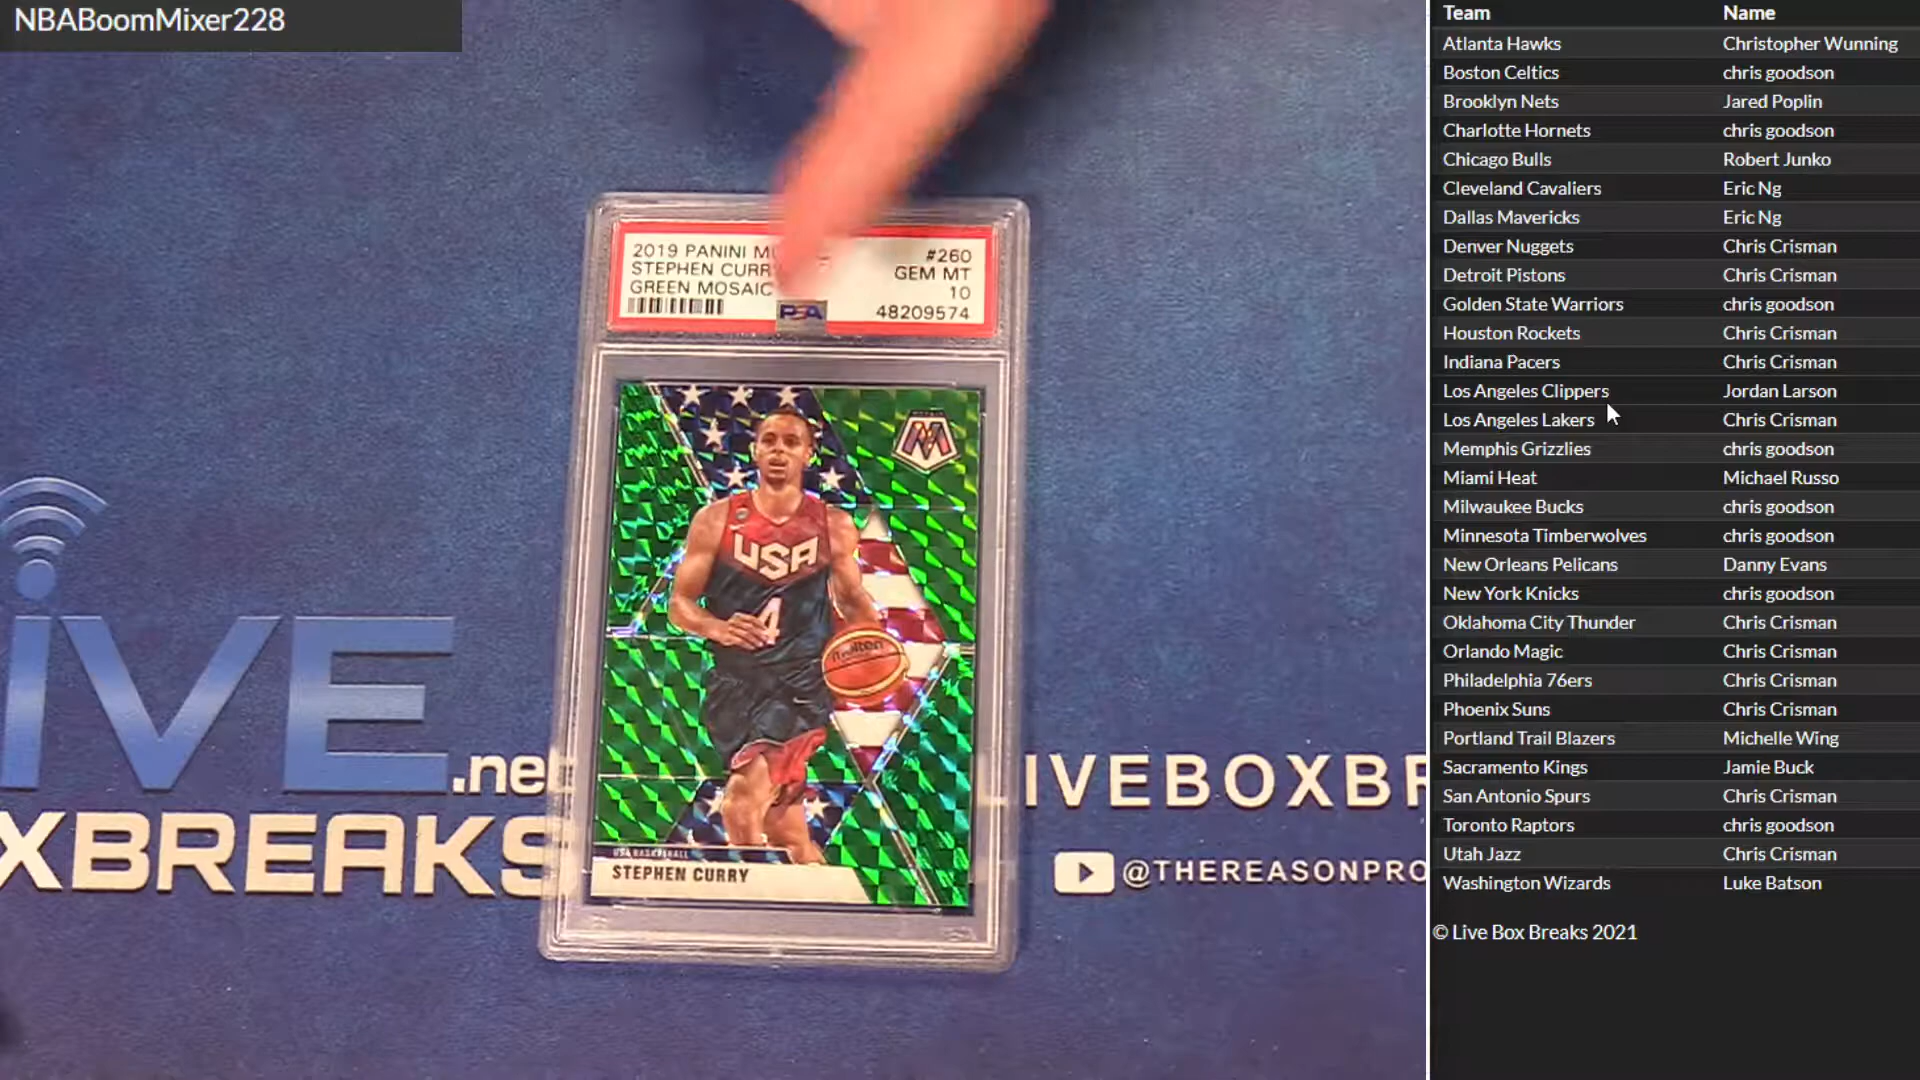 NBABoomMixer228
2019 PANINI
STEPHEN
GREEN MOSAIC
#260
GEM MT
10
48209574
PSA
USA
4
molten
USA BASKETBALL
STEPHEN CURRY
LiVE
.net
XBREAKS
LIVEBOXBR
@THEREASONPRO
Team Name
Atlanta Hawks Christopher Wunning
Boston Celtics chris goodson
Brooklyn Nets Jared Poplin
Charlotte Hornets chris goodson
Chicago Bulls Robert Junko
Cleveland Cavaliers Eric Ng
Dallas Mavericks Eric Ng
Denver Nuggets Chris Crisman
Detroit Pistons Chris Crisman
Golden State Warriors chris goodson
Houston Rockets Chris Crisman
Indiana Pacers Chris Crisman
Los Angeles Clippers Jordan Larson
Los Angeles Lakers Chris Crisman
Memphis Grizzlies chris goodson
Miami Heat Michael Russo
Milwaukee Bucks chris goodson
Minnesota Timberwolves chris goodson
New Orleans Pelicans Danny Evans
New York Knicks chris goodson
Oklahoma City Thunder Chris Crisman
Orlando Magic Chris Crisman
Philadelphia 76ers Chris Crisman
Phoenix Suns Chris Crisman
Portland Trail Blazers Michelle Wing
Sacramento Kings Jamie Buck
San Antonio Spurs Chris Crisman
Toronto Raptors chris goodson
Utah Jazz Chris Crisman
Washington Wizards Luke Batson
© Live Box Breaks 2021